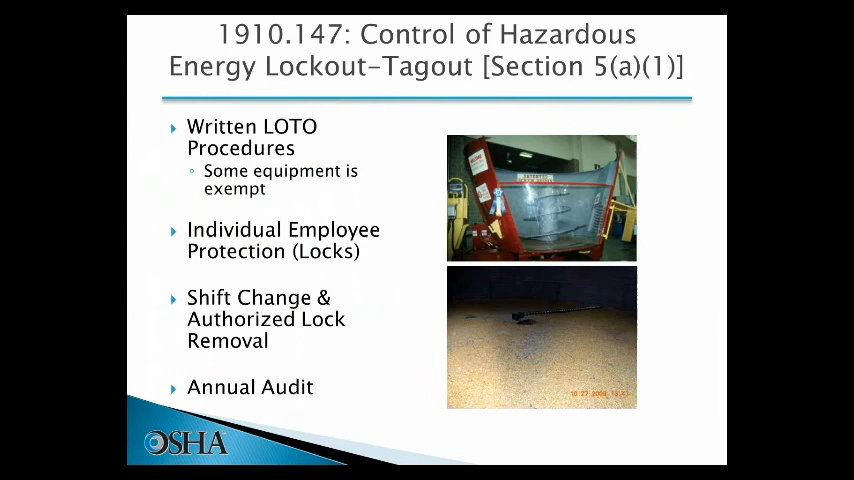 1910.147: Control of Hazardous
Energy Lockout-Tagout [Section 5(a)(1)]
Written LOTO
Procedures
Some equipment is
exempt
Individual Employee
Protection (Locks)
Shift Change &
Authorized Lock
Removal
Annual Audit
OSHA